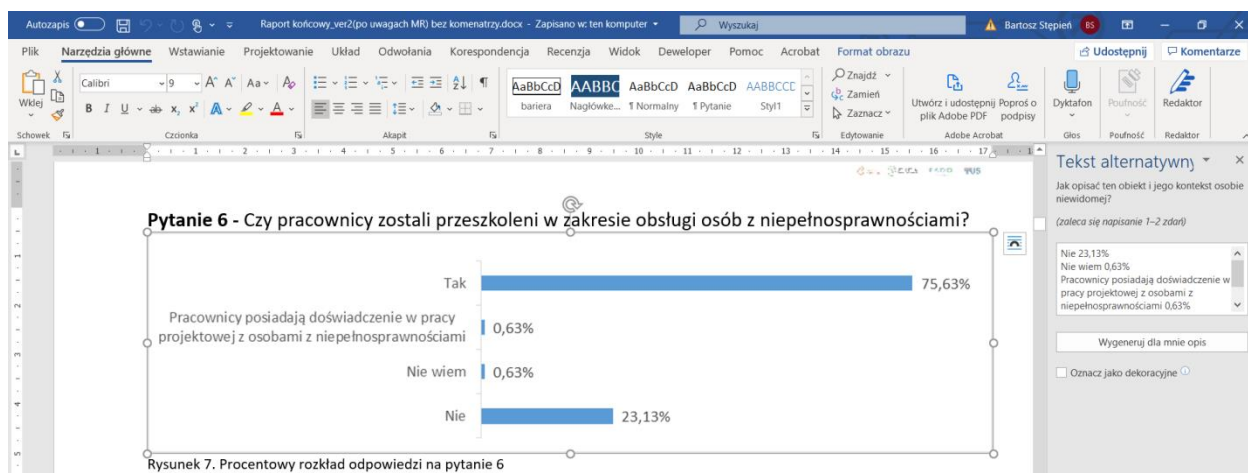 Autozapis
Raport końcowy_ver2(po uwagach MR) bez komenatrzy.docx - Zapisano w: ten komputer
Wyszukaj
Bartosz Stępień BS
Plik Narzędzia główne Wstawianie Projektowanie Układ Odwołania Korespondencja Recenzja Widok Deweloper Pomoc Acrobat Format obrazu
Udostępnij Komentarze
Wklej
Calibri 9
bariera Nagłówke... ¶ Normalny ¶ Pytanie Styl1
Znajdź
Zamień
Zaznacz
Utwórz i udostępnij plik Adobe PDF
Poproś o podpisy
Dyktafon
Poufność
Redaktor
Schowek Czcionka Akapit Style Edytowanie Adobe Acrobat Głos Poufność Redaktor
Pytanie 6 - Czy pracownicy zostali przeszkoleni w zakresie obsługi osób z niepełnosprawnościami?
Tak 75,63%
Pracownicy posiadają doświadczenie w pracy
projektowej z osobami z niepełnosprawnościami 0,63%
Nie wiem 0,63%
Nie 23,13%
Rysunek 7. Procentowy rozkład odpowiedzi na pytanie 6
Tekst alternatywny
Jak opisać ten obiekt i jego kontekst osobie
niewidomej?
(zaleca się napisanie 1–2 zdań)
Nie 23,13%
Nie wiem 0,63%
Pracownicy posiadają doświadczenie w
pracy projektowej z osobami z
niepełnosprawnościami 0,63%
Wygeneruj dla mnie opis
Oznacz jako dekoracyjne